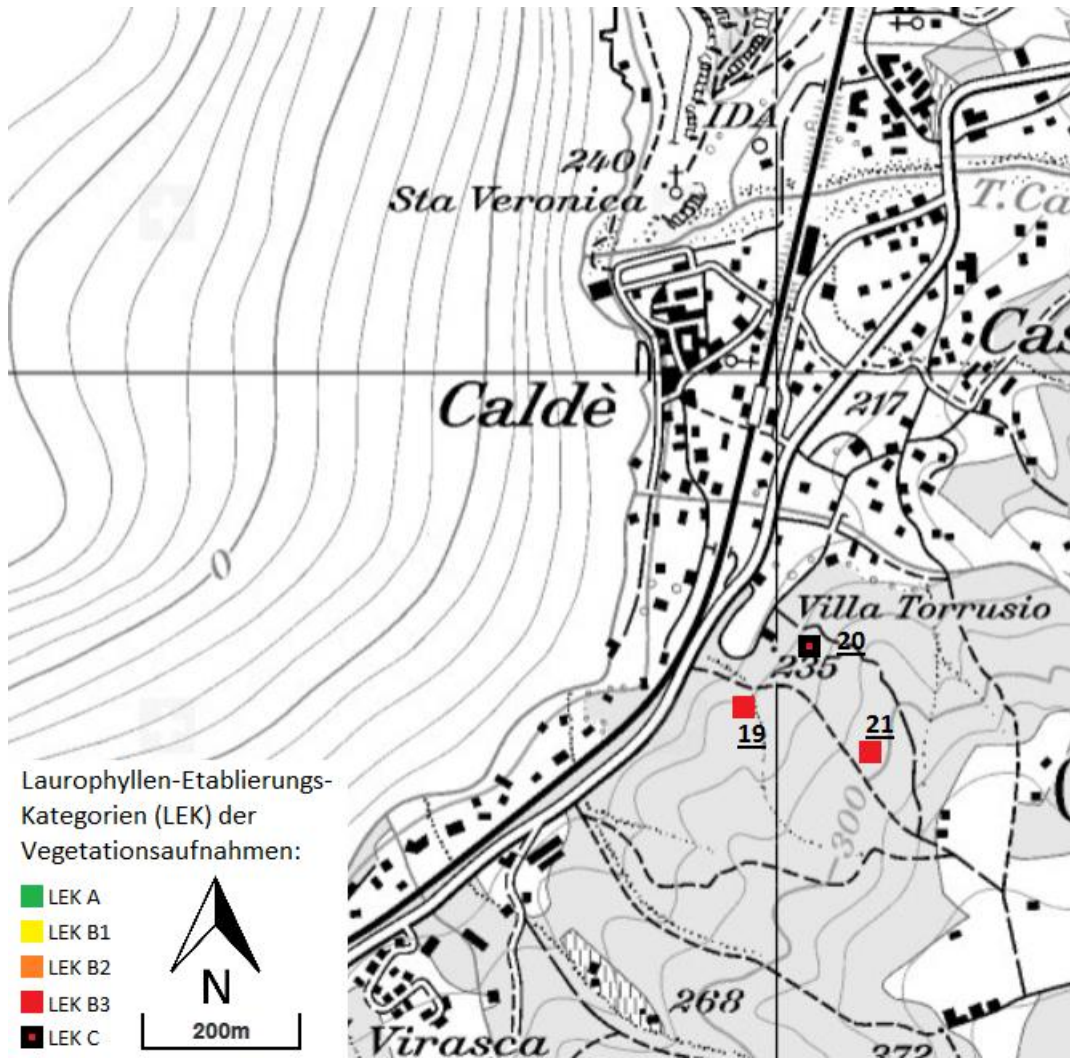 IDA
240
Sta Veronica
T. Ca
Cas
Caldè
217
0
Villa Torrusio
20
235
19
21
300
268
Virasca
272
Laurophyllen-Etablierungs-
Kategorien (LEK) der
Vegetationsaufnahmen:
LEK A
LEK B1
LEK B2
LEK B3
LEK C
N
200m